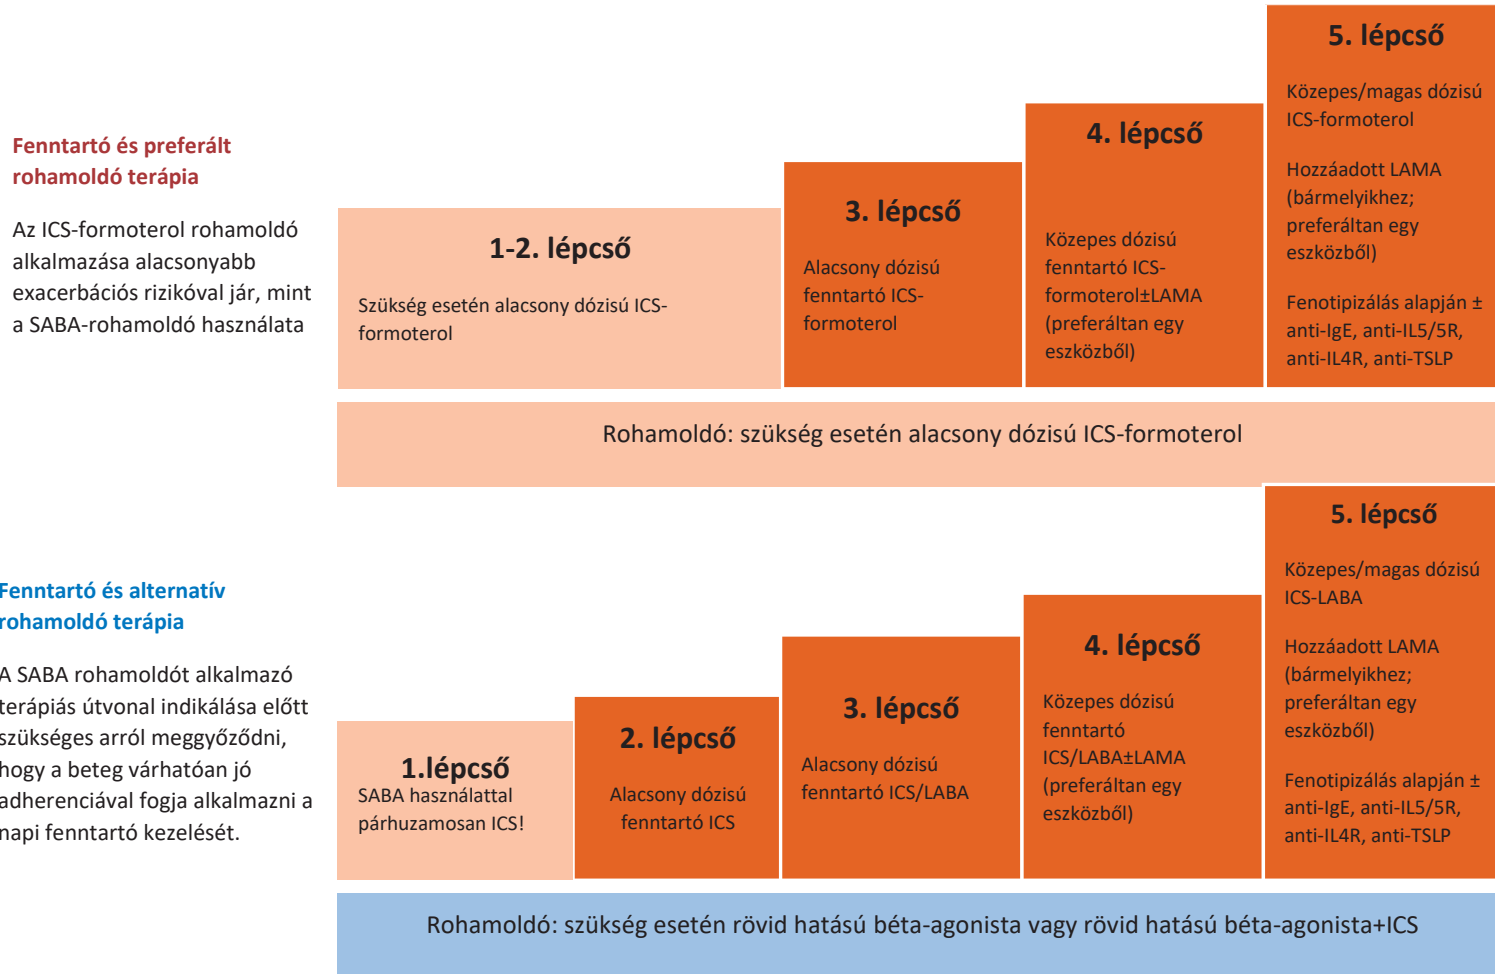 Fenntartó és preferált
rohamoldó terápia
Az ICS-formoterol rohamoldó
alkalmazása alacsonyabb
exacerbációs rizikóval jár, mint
a SABA-rohamoldó használata
1-2. lépcső
Szükség esetén alacsony dózisú ICS-
formoterol
3. lépcső
Alacsony dózisú
fenntartó ICS-
formoterol
4. lépcső
Közepes dózisú
fenntartó ICS-
formoterol±LAMA
(preferáltan egy
eszközből)
5. lépcső
Közepes/magas dózisú
ICS-formoterol
Hozzáadott LAMA
(bármelyikhez;
preferáltan egy
eszközből)
Fenotipizálás alapján ±
anti-IgE, anti-IL5/5R,
anti-IL4R, anti-TSLP
Rohamoldó: szükség esetén alacsony dózisú ICS-formoterol
Fenntartó és alternatív
rohamoldó terápia
A SABA rohamoldót alkalmazó
terápiás útvonal indikálása előtt
szükséges arról meggyőződni,
hogy a beteg várhatóan jó
adherenciával fogja alkalmazni a
napi fenntartó kezelését.
1.lépcső
SABA használattal
párhuzamosan ICS!
2. lépcső
Alacsony dózisú
fenntartó ICS
3. lépcső
Alacsony dózisú
fenntartó ICS/LABA
4. lépcső
Közepes dózisú
fenntartó
ICS/LABA±LAMA
(preferáltan egy
eszközből)
5. lépcső
Közepes/magas dózisú
ICS-LABA
Hozzáadott LAMA
(bármelyikhez;
preferáltan egy
eszközből)
Fenotipizálás alapján ±
anti-IgE, anti-IL5/5R,
anti-IL4R, anti-TSLP
Rohamoldó: szükség esetén rövid hatású béta-agonista vagy rövid hatású béta-agonista+ICS